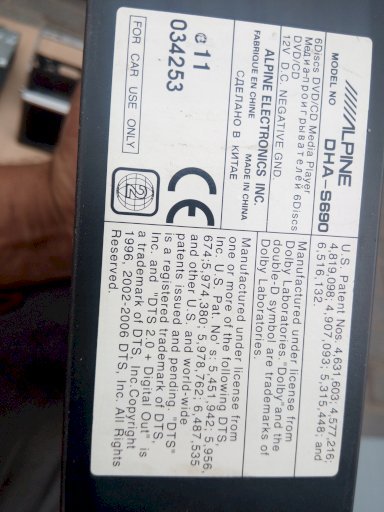 ALPINE
MODEL NO. DHA-S690
6Discs DVD/CD Media Player
Медиапроигрывателей 6Discs
DVD/CD
12V D.C. NEGATIVE GND.
ALPINE ELECTRONICS INC.
FABRIQUÉ EN CHINE MADE IN CHINA
СДЕЛАНО В КИТАЕ
@11
034253
FOR CAR USE ONLY
CE
2
U.S. Patent Nos. 4,631,603; 4,577,216;
4,819,098; 4,907,093; 5,315,448; and
6,516,132.
Manufactured under license from
Dolby Laboratories. "Dolby" and the
double-D symbol are trademarks of
Dolby Laboratories.
Manufactured under license from
one or more of the following DTS,
Inc. U.S. Pat. No' s: 5,451,942; 5,956,
674;5,974,380; 5,978,762; 6,487,535
and other U.S. and world-wide
patents issued and pending. "DTS"
is a registered trademark of DTS,
Inc. and "DTS 2.0 + Digital Out" is
a trademark of DTS, Inc.Copyright
1996, 2002-2006 DTS, Inc. All Rights
Reserved.